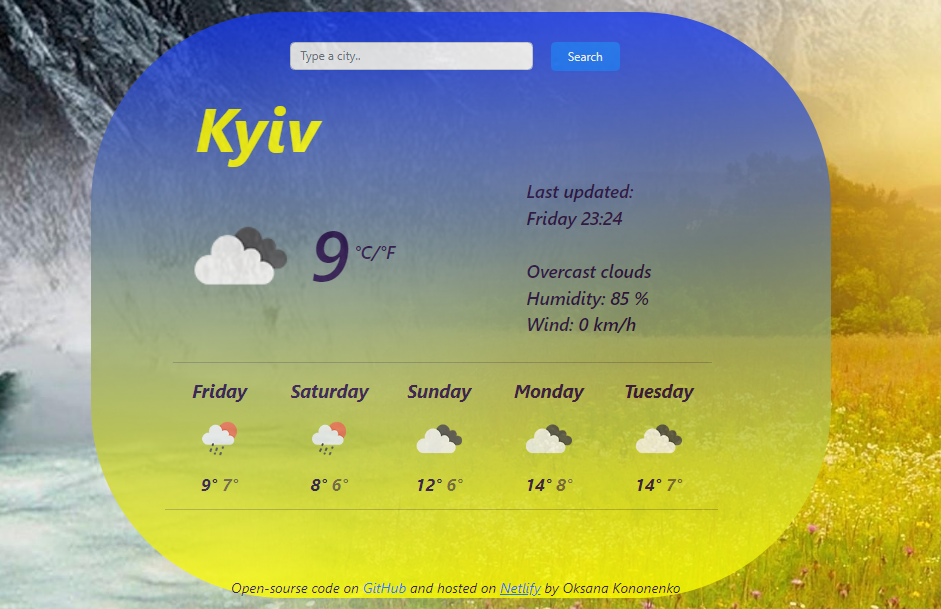 Type a city..
Search
Kyiv
Last updated:
Friday 23:24
9 °C/°F
Overcast clouds
Humidity: 85 %
Wind: 0 km/h
Friday Saturday Sunday Monday Tuesday
9° 7° 8° 6° 12° 6° 14° 8° 14° 7°
Open-sourse code on GitHub and hosted on Netlify by Oksana Kononenko